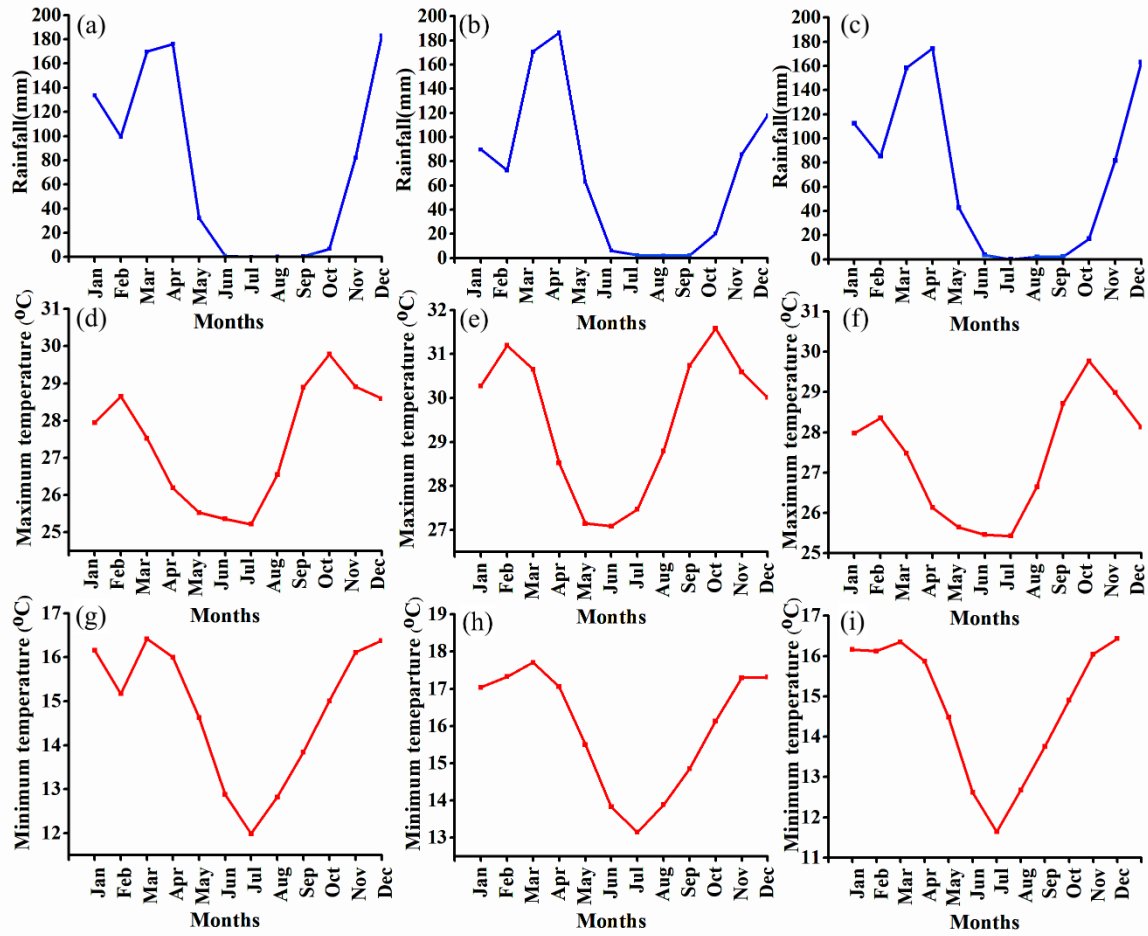 (a)
Rainfall(mm)
200
180
160
140
120
100
80
60
40
20
0
Jan Feb Mar Apr May Jun Jul Aug Sep Oct Nov Dec
Months
(b)
Rainfall(mm)
200
180
160
140
120
100
80
60
40
20
0
Jan Feb Mar Apr May Jun Jul Aug Sep Oct Nov Dec
Months
(c)
Rainfall(mm)
200
180
160
140
120
100
80
60
40
20
0
Jan Feb Mar Apr May Jun Jul Aug Sep Oct Nov Dec
Months
(d)
Maximum temperature (⁰C)
31
30
29
28
27
26
25
Jan Feb Mar Apr May Jun Jul Aug Sep Oct Nov Dec
Months
(e)
Maximum temperature (⁰C)
32
31
30
29
28
27
Jan Feb Mar Apr May Jun Jul Aug Sep Oct Nov Dec
Months
(f)
Maximum temperature (⁰C)
31
30
29
28
27
26
25
Jan Feb Mar Apr May Jun Jul Aug Sep Oct Nov Dec
Months
(g)
Minimum temperature (⁰C)
17
16
15
14
13
12
Jan Feb Mar Apr May Jun Jul Aug Sep Oct Nov Dec
Months
(h)
Minimum temeparture (⁰C)
19
18
17
16
15
14
13
Jan Feb Mar Apr May Jun Jul Aug Sep Oct Nov Dec
Months
(i)
Minimum temperature (⁰C)
17
16
15
14
13
12
11
Jan Feb Mar Apr May Jun Jul Aug Sep Oct Nov Dec
Months